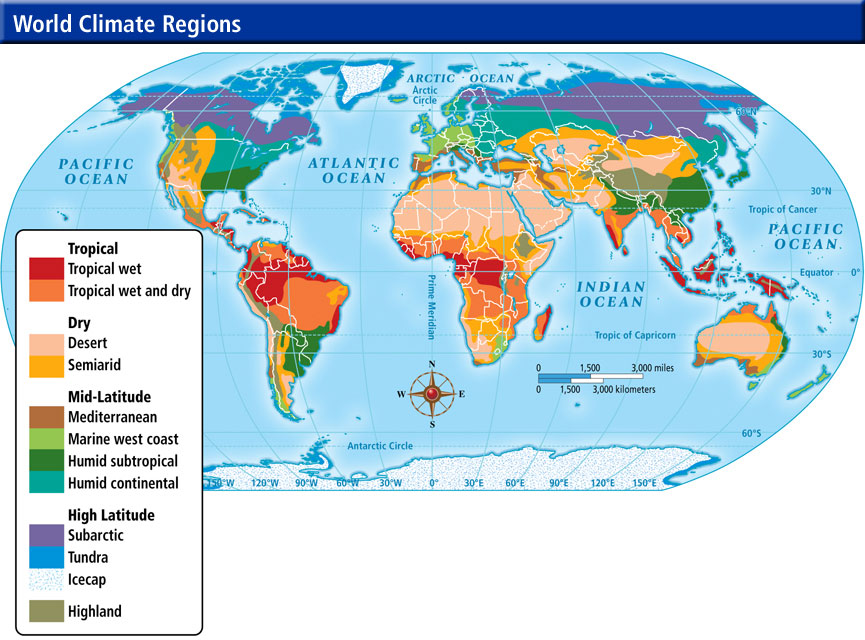 World Climate Regions
ARCTIC OCEAN
Arctic
Circle
60°N
PACIFIC
OCEAN
ATLANTIC
OCEAN
30°N
Tropic of Cancer
PACIFIC
OCEAN
Equator 0°
Prime Meridian
INDIAN
OCEAN
Tropic of Capricorn
30°S
0 1,500 3,000 miles
0 1,500 3,000 kilometers
N
W E
S
60°S
Antarctic Circle
150°W 120°W 90°W 60°W 30°W 0° 30°E 60°E 90°E 120°E 150°E
Tropical
Tropical wet
Tropical wet and dry
Dry
Desert
Semiarid
Mid-Latitude
Mediterranean
Marine west coast
Humid subtropical
Humid continental
High Latitude
Subarctic
Tundra
Icecap
Highland